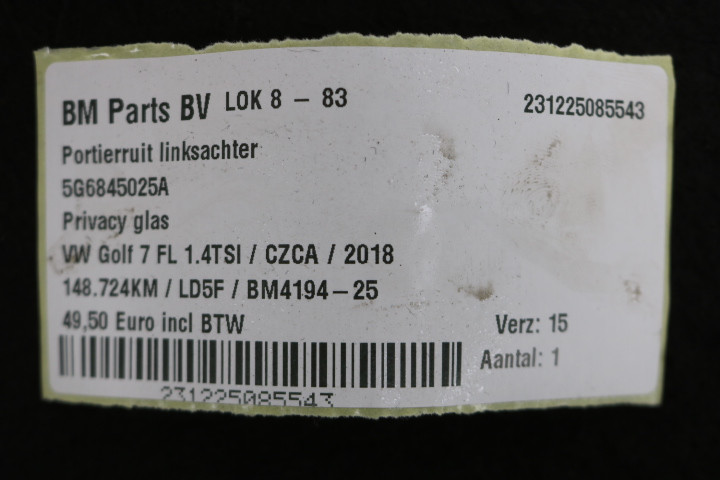 BM Parts BV LOK 8 - 83 231225085543
Portierruit linksachter
5G6845025A
Privacy glas
VW Golf 7 FL 1.4TSI / CZCA / 2018
148.724KM / LD5F / BM4194-25
49,50 Euro incl BTW Verz: 15
Aantal: 1
231225085543